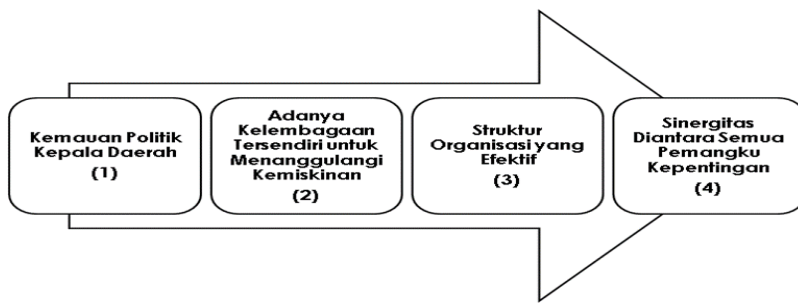 Kemauan Politik
Kepala Daerah
(1)
Adanya
Kelembagaan
Tersendiri untuk
Menanggulangi
Kemiskinan
(2)
Struktur
Organisasi yang
Efektif
(3)
Sinergitas
Diantara Semua
Pemangku
Kepentingan
(4)